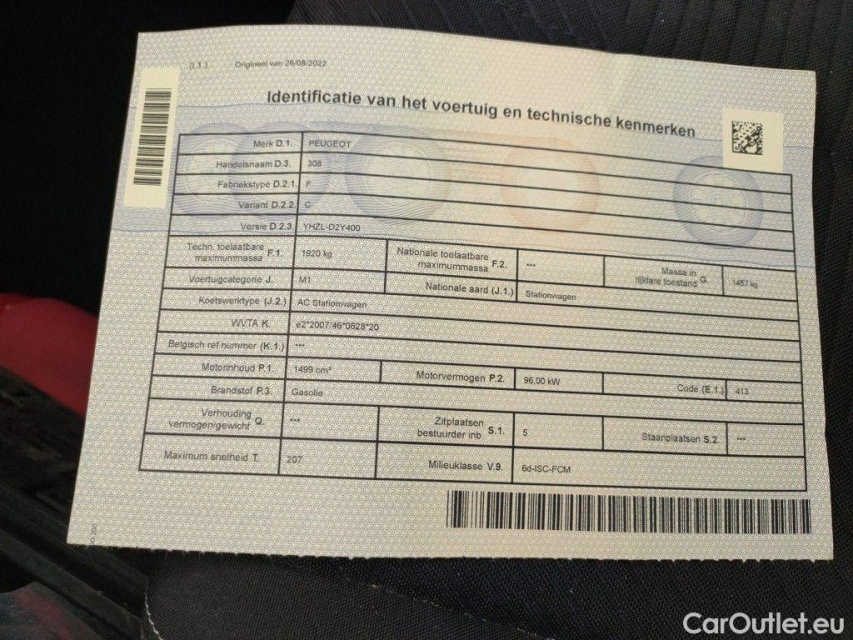 (I.1.) Origineel van 26/08/2022
Identificatie van het voertuig en technische kenmerken
Merk D.1. PEUGEOT
Handelsnaam D.3. 308
Fabriekstype D.2.1. F
Variant D.2.2. C
Versie D.2.3. YHZL-D2Y400
Techn. toelaatbare maximummassa F.1. 1920 kg Nationale toelaatbare maximummassa F.2. --- Massa in rijklare toestand G. 1457 kg
Voertuigcategorie J. M1 Nationale aard (J.1.) Stationwagen
Koetswerktype (J.2.) AC Stationwagen
WVTA K. e2*2007/46*0628*20
Belgisch ref nummer (K.1.) ---
Motorinhoud P.1. 1499 cm³ Motorvermogen P.2. 96,00 kW Code (E.1.) 413
Brandstof P.3. Gasolie
Verhouding vermogen/gewicht Q. --- Zitplaatsen bestuurder inb. S.1. 5 Staanplaatsen S.2. ---
Maximum snelheid T. 207 Milieuklasse V.9. 6d-ISC-FCM
CarOutlet.eu